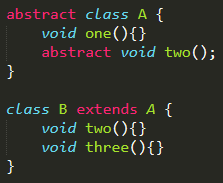 abstract class A {
    void one(){}
    abstract void two();
}

class B extends A {
    void two(){}
    void three(){}
}